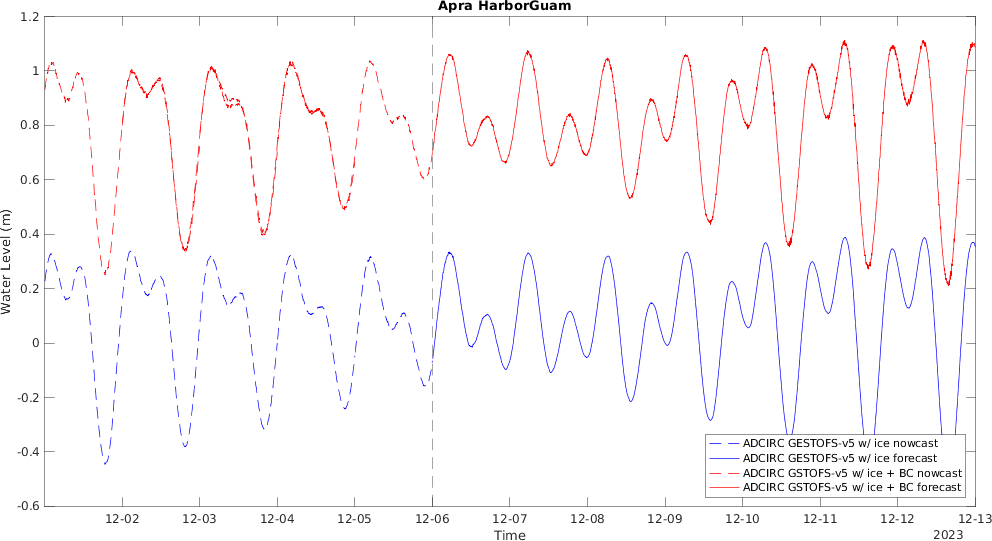 Apra HarborGuam
1.2
1
0.8
0.6
0.4
0.2
0
-0.2
-0.4
-0.6
Water Level (m)
ADCIRC GESTOFS-v5 w/ ice nowcast
ADCIRC GESTOFS-v5 w/ ice forecast
ADCIRC GSTOFS-v5 w/ ice + BC nowcast
ADCIRC GSTOFS-v5 w/ ice + BC forecast
12-02 12-03 12-04 12-05 12-06 12-07 12-08 12-09 12-10 12-11 12-12 12-13
Time
2023